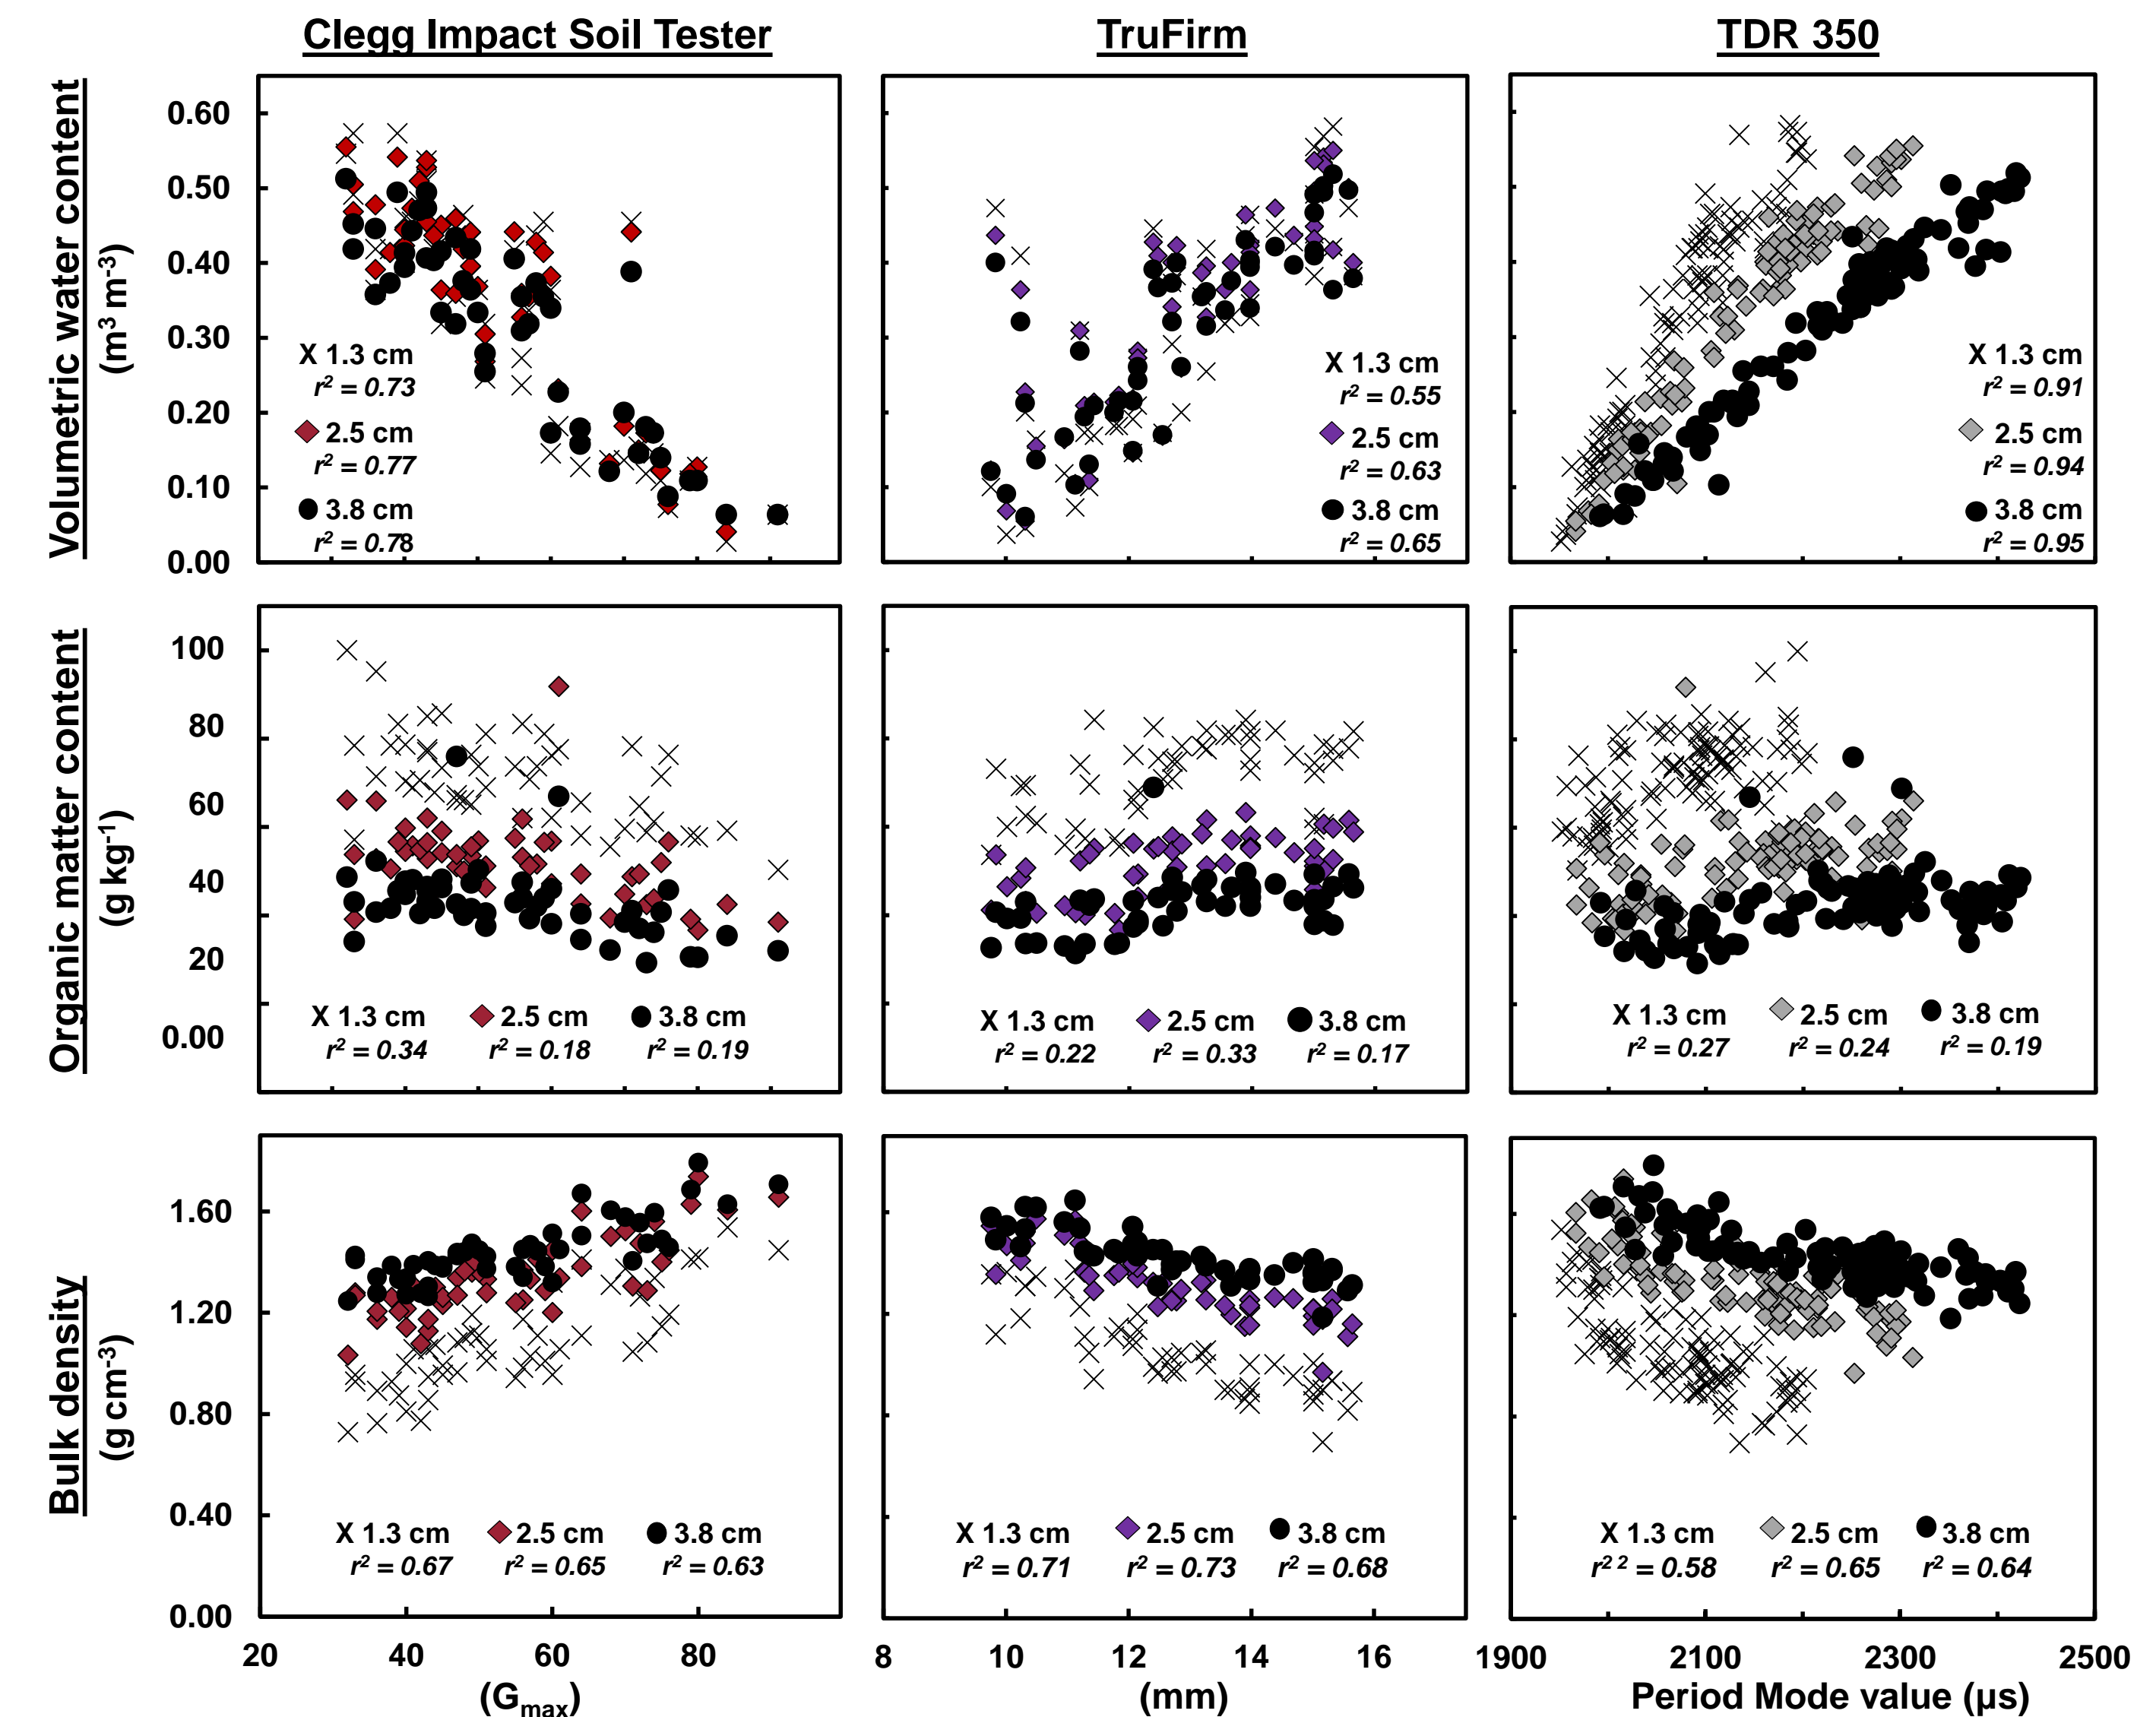 Clegg Impact Soil Tester
TruFirm
TDR 350
Volumetric water content
(m³ m⁻³)
0.60
0.50
0.40
0.30
0.20
0.10
0.00
X 1.3 cm
r² = 0.73
2.5 cm
r² = 0.77
3.8 cm
r² = 0.78
X 1.3 cm
r² = 0.55
2.5 cm
r² = 0.63
3.8 cm
r² = 0.65
X 1.3 cm
r² = 0.91
2.5 cm
r² = 0.94
3.8 cm
r² = 0.95
Organic matter content
(g kg⁻¹)
100
80
60
40
20
0.00
X 1.3 cm 2.5 cm 3.8 cm
r² = 0.34 r² = 0.18 r² = 0.19
X 1.3 cm 2.5 cm 3.8 cm
r² = 0.22 r² = 0.33 r² = 0.17
X 1.3 cm 2.5 cm 3.8 cm
r² = 0.27 r² = 0.24 r² = 0.19
Bulk density
(g cm⁻³)
1.60
1.20
0.80
0.40
0.00
X 1.3 cm 2.5 cm 3.8 cm
r² = 0.67 r² = 0.65 r² = 0.63
X 1.3 cm 2.5 cm 3.8 cm
r² = 0.71 r² = 0.73 r² = 0.68
X 1.3 cm 2.5 cm 3.8 cm
r² ² = 0.58 r² = 0.65 r² = 0.64
20 40 60 80
(Gmax)
8 10 12 14 16
(mm)
1900 2100 2300 2500
Period Mode value (µs)